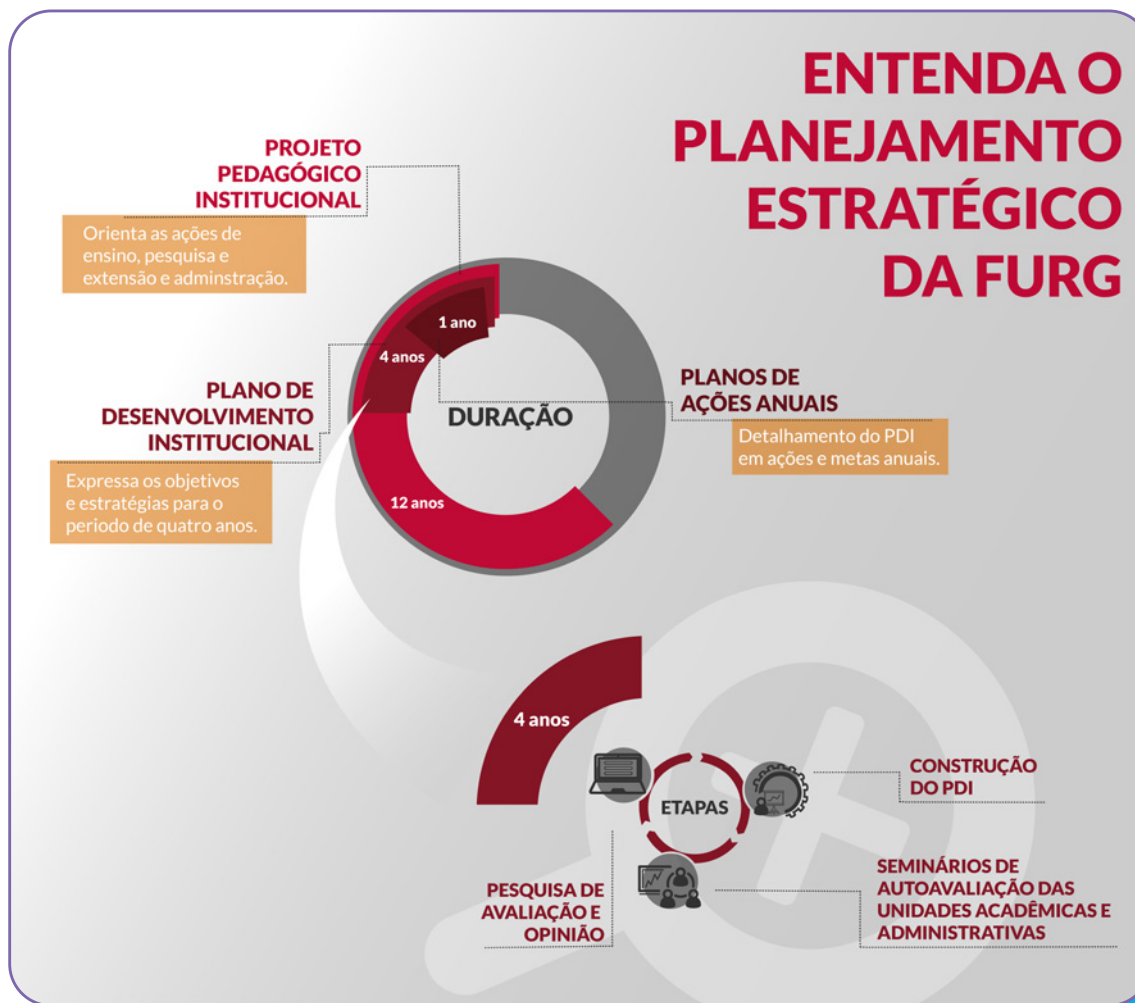 ENTENDA O
PLANEJAMENTO
ESTRATÉGICO
DA FURG
PROJETO
PEDAGÓGICO
INSTITUCIONAL
Orienta as ações de
ensino, pesquisa e
extensão e adminstração.
1 ano
4 anos
PLANO DE
DESENVOLVIMENTO
INSTITUCIONAL
Expressa os objetivos
e estratégias para o
periodo de quatro anos.
DURAÇÃO
12 anos
PLANOS DE
AÇÕES ANUAIS
Detalhamento do PDI
em ações e metas anuais.
4 anos
ETAPAS
CONSTRUÇÃO
DO PDI
PESQUISA DE
AVALIAÇÃO E
OPINIÃO
SEMINÁRIOS DE
AUTOAVALIAÇÃO DAS
UNIDADES ACADÊMICAS E
ADMINISTRATIVAS